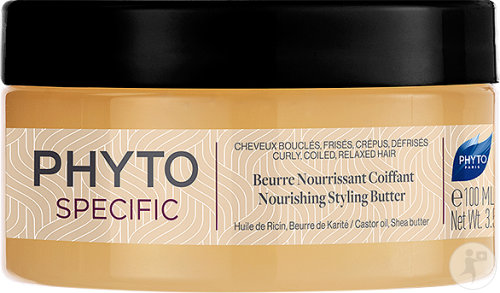 PHYTO
SPECIFIC
CHEVEUX BOUCLÉS, FRISÉS, CRÉPUS, DÉFRISÉS
CURLY, COILED, RELAXED HAIR
Beurre Nourrissant Coiffant
Nourishing Styling Butter
Huile de Ricin, Beurre de Karité / Castor oil, Shea butter
PHYTO
PARIS
℮100 ML
Net Wt. 3.